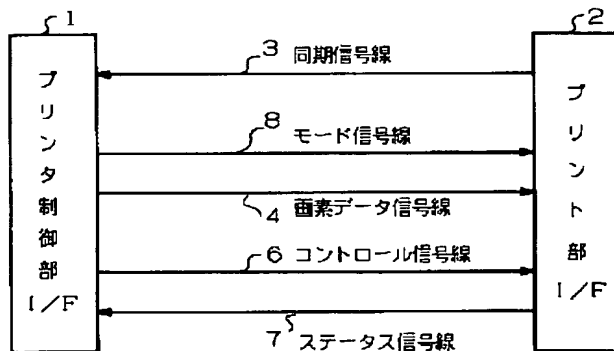 1
プリンタ制御部I/F
2
プリント部I/F
3 同期信号線
8 モード信号線
4 画素データ信号線
6 コントロール信号線
7 ステータス信号線